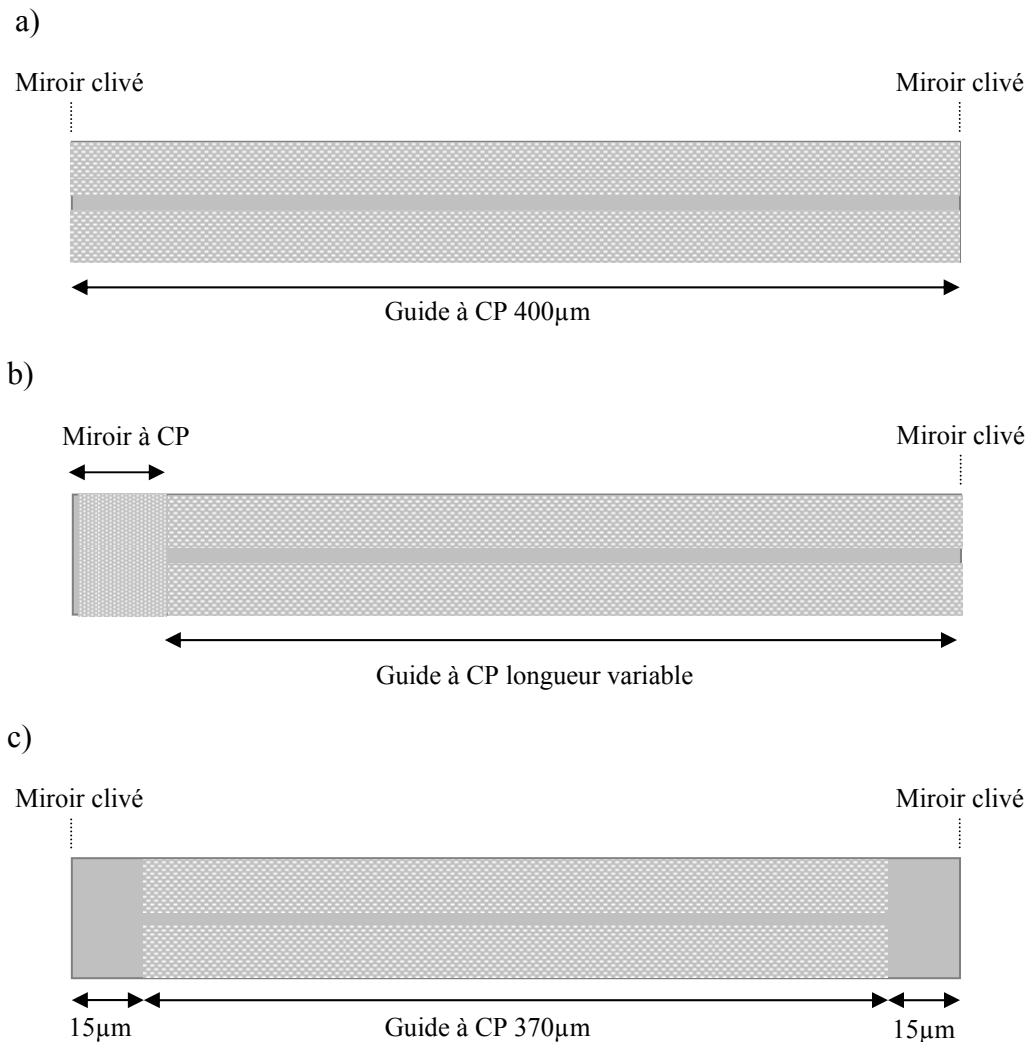 a)
Miroir clivé Miroir clivé
Guide à CP 400µm
b)
Miroir à CP Miroir clivé
Guide à CP longueur variable
c)
Miroir clivé Miroir clivé
15µm Guide à CP 370µm 15µm